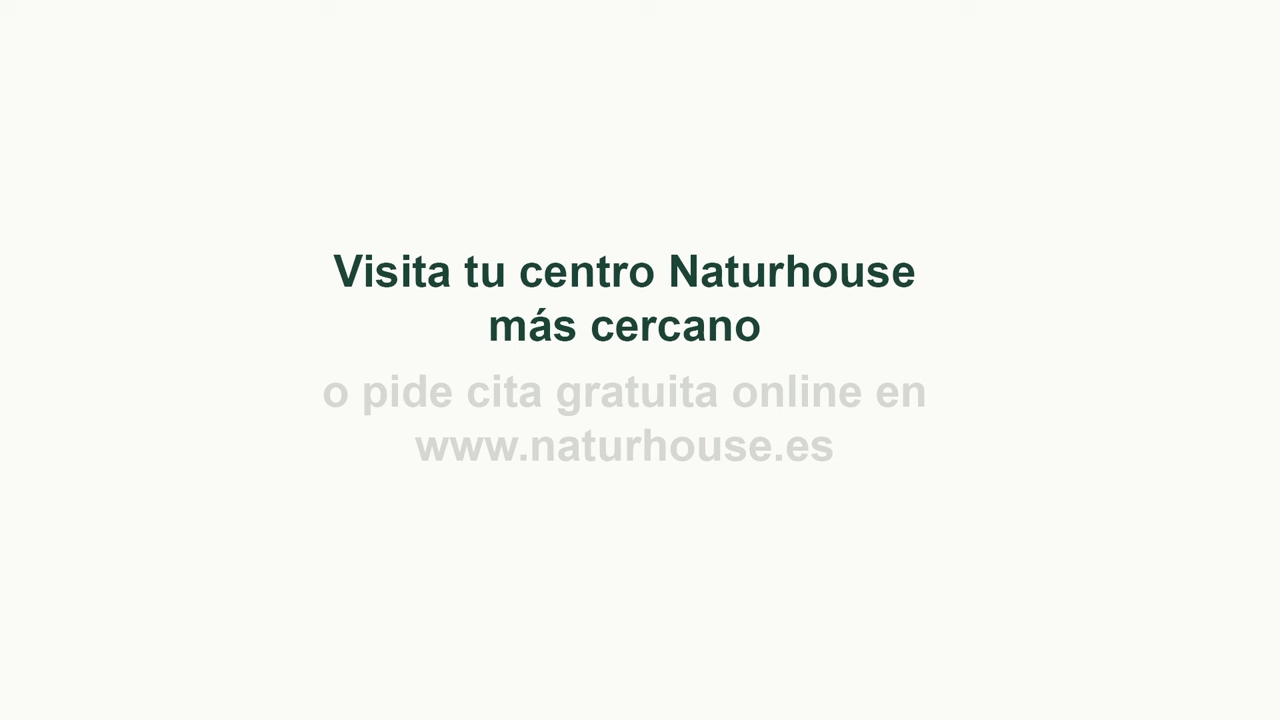 Visita tu centro Naturhouse
más cercano
o pide cita gratuita online en
www.naturhouse.es